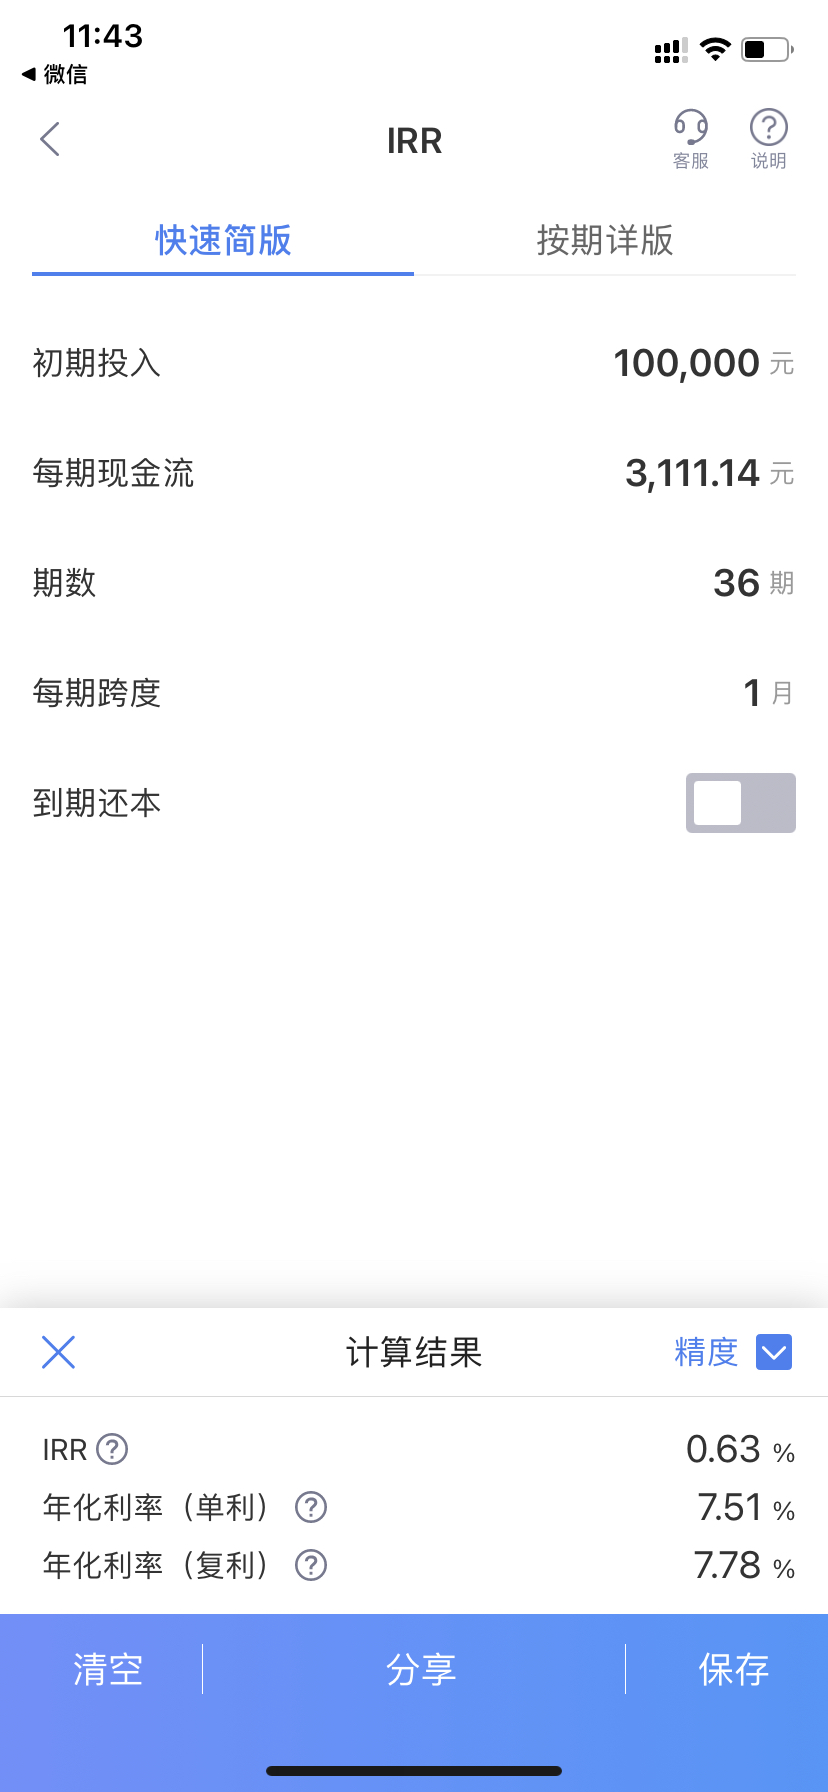 11:43
◀ 微信
IRR
客服 说明
快速简版 按期详版
初期投入 100,000 元
每期现金流 3,111.14 元
期数 36 期
每期跨度 1 月
到期还本
计算结果 精度
IRR ? 0.63 %
年化利率（单利） ? 7.51 %
年化利率（复利） ? 7.78 %
清空 分享 保存